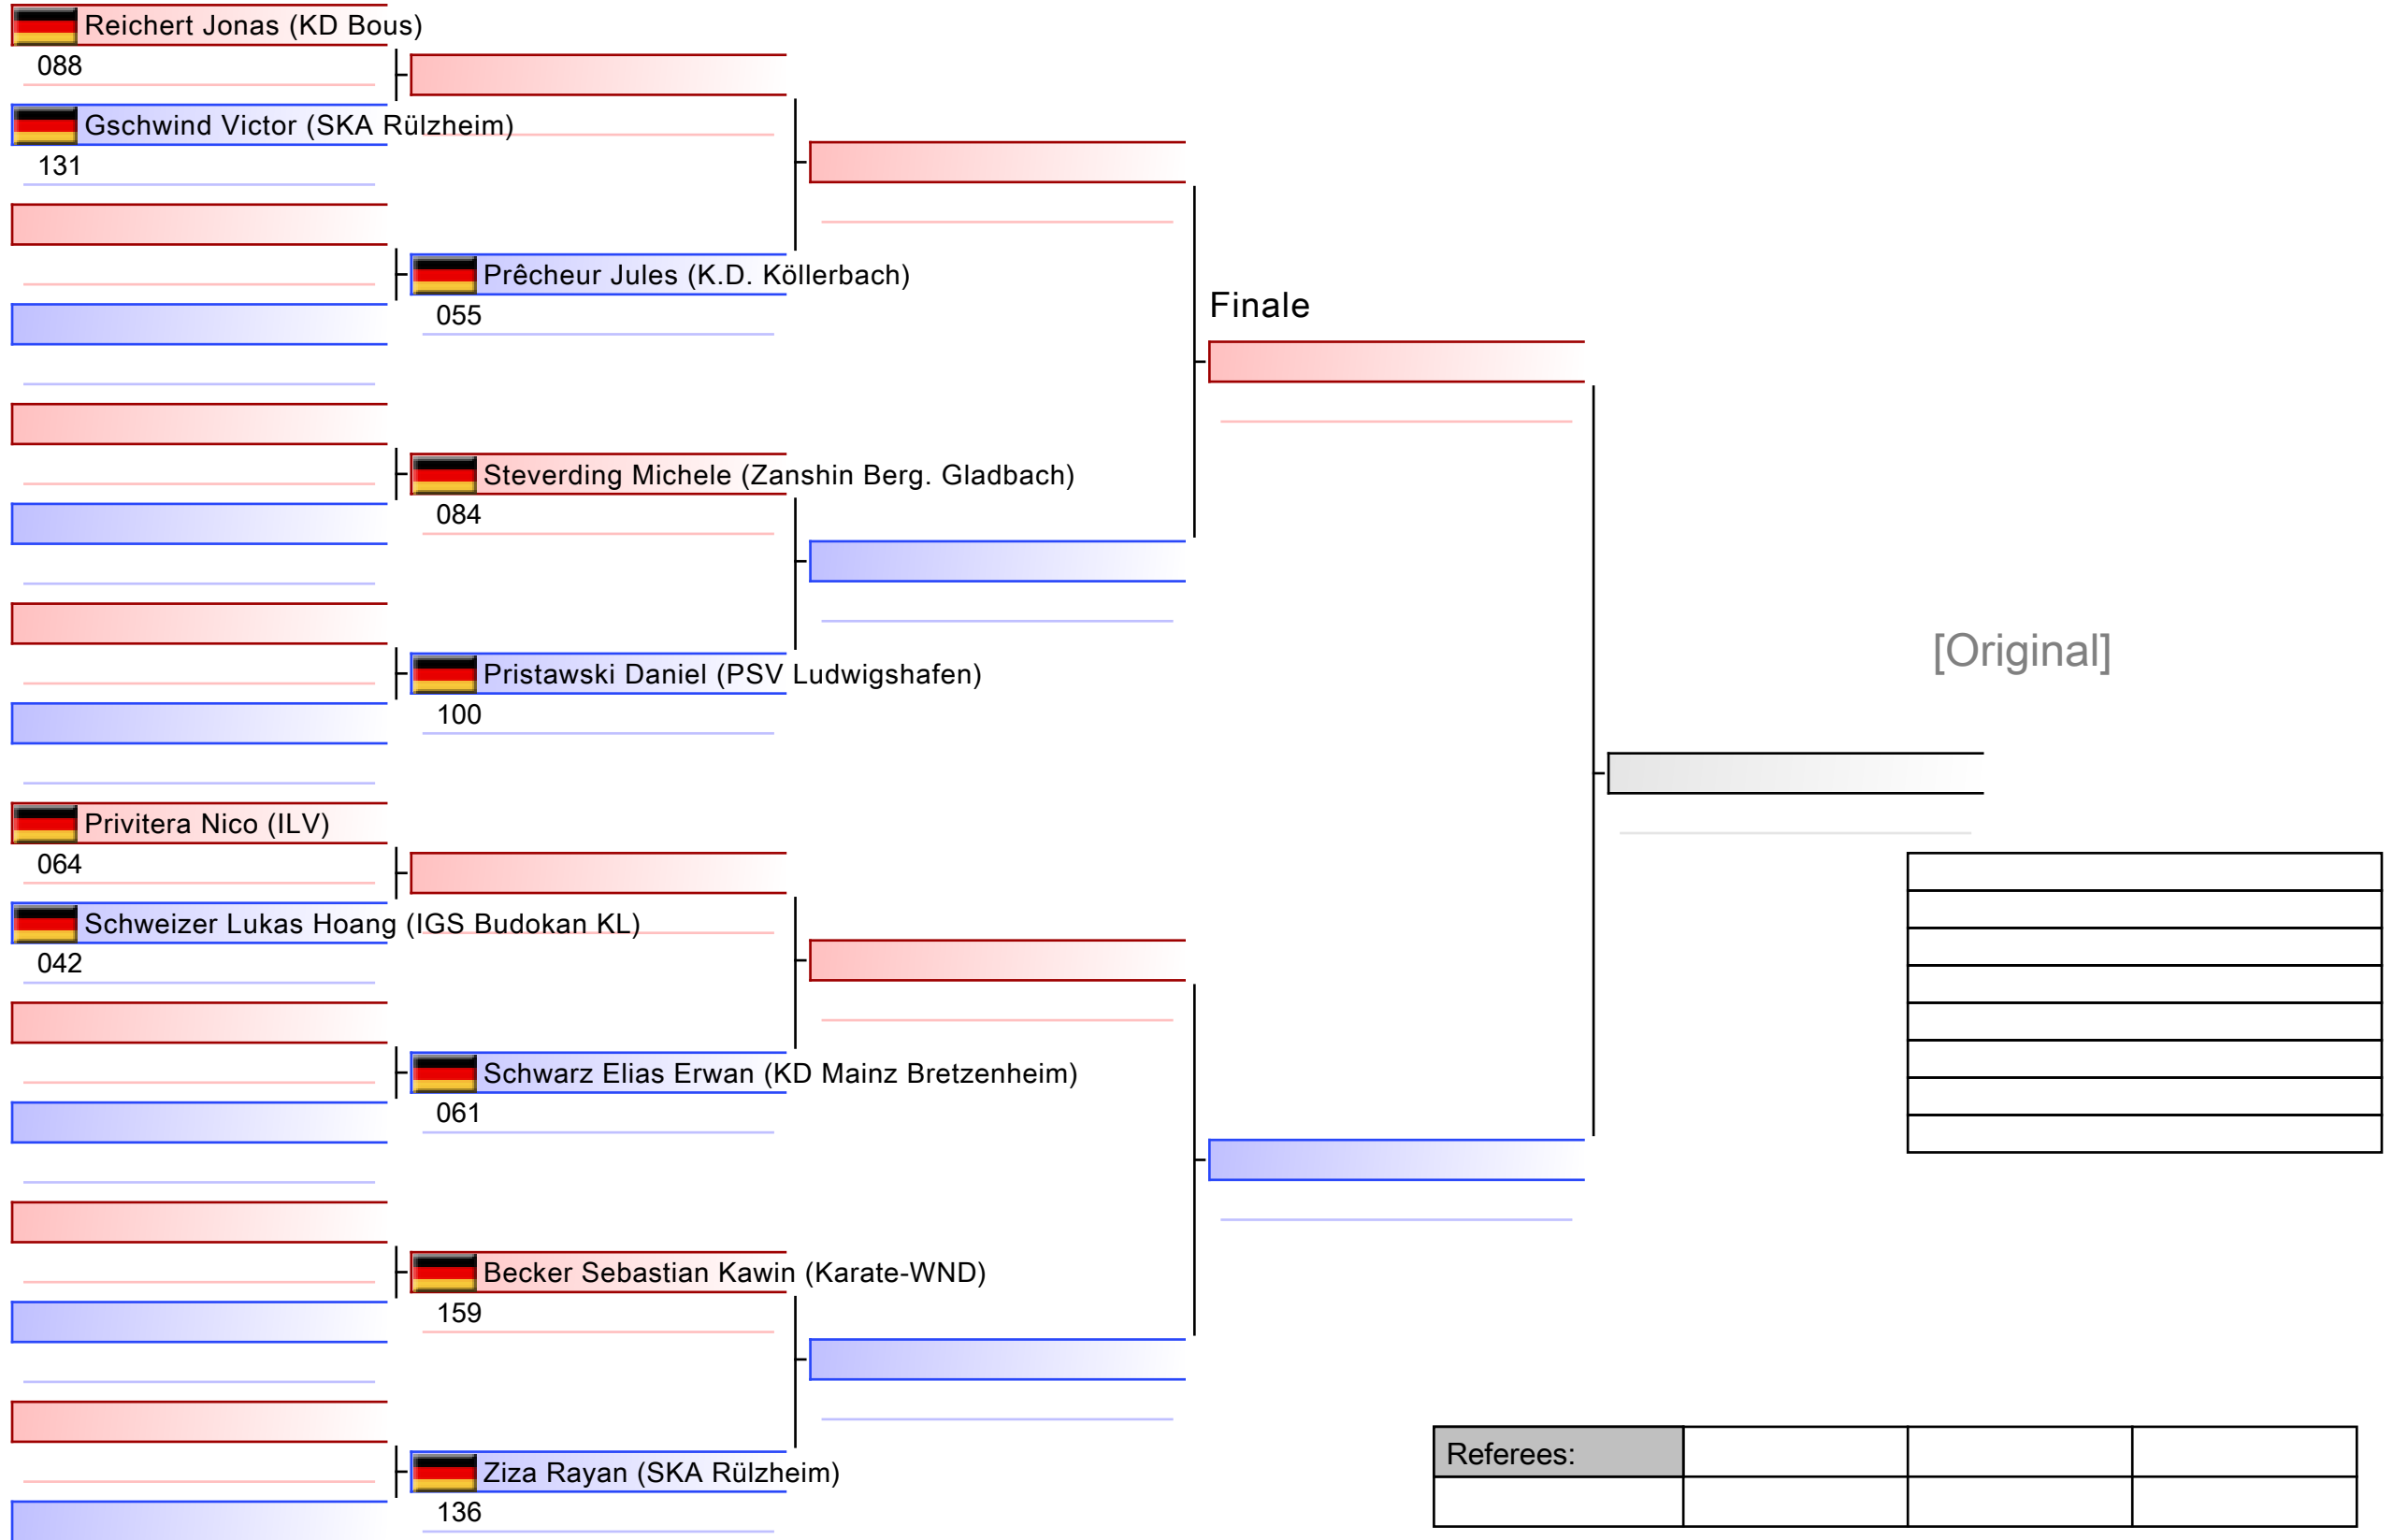 Reichert Jonas (KD Bous)
088
Gschwind Victor (SKA Rülzheim)
131
Prêcheur Jules (K.D. Köllerbach)
055
Finale
Steverding Michele (Zanshin Berg. Gladbach)
084
[Original]
Pristawski Daniel (PSV Ludwigshafen)
100
Privitera Nico (ILV)
064
Schweizer Lukas Hoang (IGS Budokan KL)
042
Schwarz Elias Erwan (KD Mainz Bretzenheim)
061
Becker Sebastian Kawin (Karate-WND)
159
Referees:
Ziza Rayan (SKA Rülzheim)
136